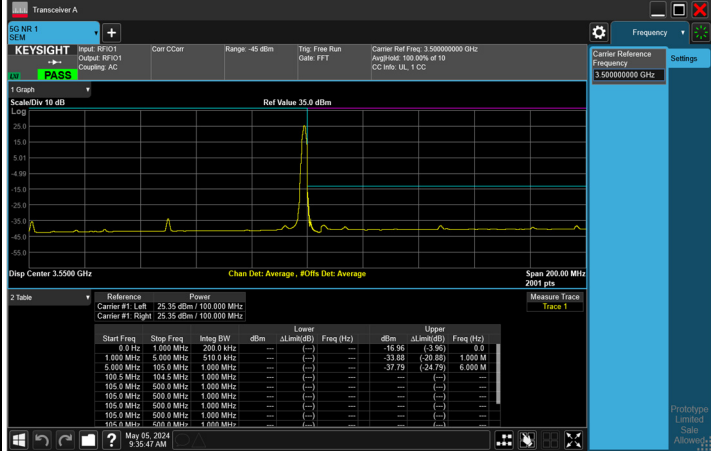 Transceiver A
5G NR 1
SEM
Frequency
KEYSIGHT
Input: RFIO1
Output: RFIO1
Coupling: AC
Corr CCorr
Range: -45 dBm
Trig: Free Run
Gate: FFT
Carrier Ref Freq: 3.500000000 GHz
Avg|Hold: 100.00% of 10
CC Info: UL, 1 CC
PASS
Carrier Reference
Frequency
3.500000000 GHz
Settings
1 Graph
Scale/Div 10 dB
Ref Value 35.0 dBm
Log
25.0
15.0
5.01
-4.99
-15.0
-25.0
-35.0
-45.0
-55.0
Disp Center 3.5500 GHz
Chan Det: Average , #Offs Det: Average
Span 200.00 MHz
2001 pts
2 Table
Reference Power
Carrier #1: Left 25.35 dBm / 100.000 MHz
Carrier #1: Right 25.35 dBm / 100.000 MHz
Measure Trace
Trace 1
Lower Upper
Start Freq Stop Freq Integ BW dBm ΔLimit(dB) Freq (Hz) dBm ΔLimit(dB) Freq (Hz)
0.0 Hz 1.000 MHz 200.0 kHz --- (---) --- -16.96 (-3.96) 0.0
1.000 MHz 5.000 MHz 510.0 kHz --- (---) --- -33.88 (-20.88) 1.000 M
5.000 MHz 105.0 MHz 1.000 MHz --- (---) --- -37.79 (-24.79) 6.000 M
100.5 MHz 104.5 MHz 1.000 MHz --- (---) --- --- (---) ---
105.0 MHz 500.0 MHz 1.000 MHz --- (---) --- --- (---) ---
105.0 MHz 500.0 MHz 1.000 MHz --- (---) --- --- (---) ---
105.0 MHz 500.0 MHz 1.000 MHz --- (---) --- --- (---) ---
105.0 MHz 500.0 MHz 1.000 MHz --- (---) --- --- (---) ---
Prototype
Limited
Sale
Allowed
May 05, 2024
9:35:47 AM